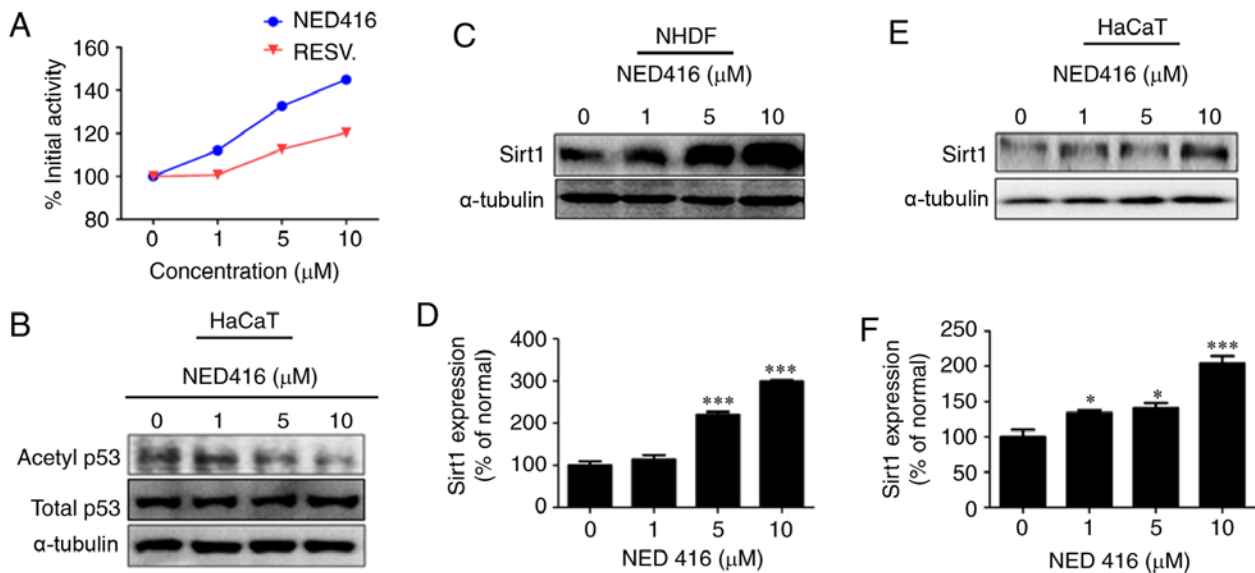 A
NED416
RESV.
160
140
120
100
80
% Initial activity
0 1 5 10
Concentration (μM)
B
HaCaT
NED416 (μM)
0 1 5 10
Acetyl p53
Total p53
α-tubulin
C
NHDF
NED416 (μM)
0 1 5 10
Sirt1
α-tubulin
D
400
300
200
100
0
Sirt1 expression
(% of normal)
***
***
0 1 5 10
NED 416 (μM)
E
HaCaT
NED416 (μM)
0 1 5 10
Sirt1
α-tubulin
F
250
200
150
100
50
0
Sirt1 expression
(% of normal)
*
*
***
0 1 5 10
NED 416 (μM)